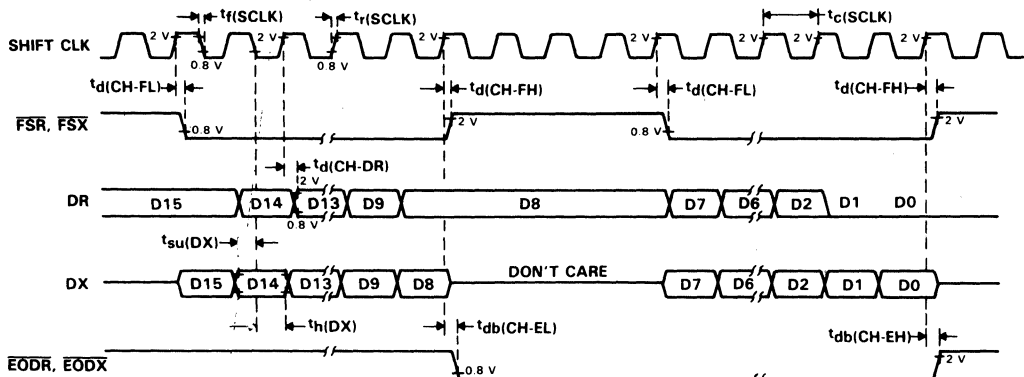 tf(SCLK) tr(SCLK) tc(SCLK)
SHIFT CLK 2 V 2 V 2 V 2 V 2 V 2 V 2 V
0.8 V 0.8 V
td(CH-FL) td(CH-FH) td(CH-FL) td(CH-FH)
FSR, FSX 0.8 V 2 V 0.8 V 2 V
td(CH-DR)
2 V
DR D15 D14 D13 D9 D8 D7 D6 D2 D1 D0
0.8 V
tsu(DX)
DON'T CARE
DX D15 D14 D13 D9 D8 D7 D6 D2 D1 D0
th(DX) tdb(CH-EL) tdb(CH-EH)
EODR, EODX 0.8 V 2 V